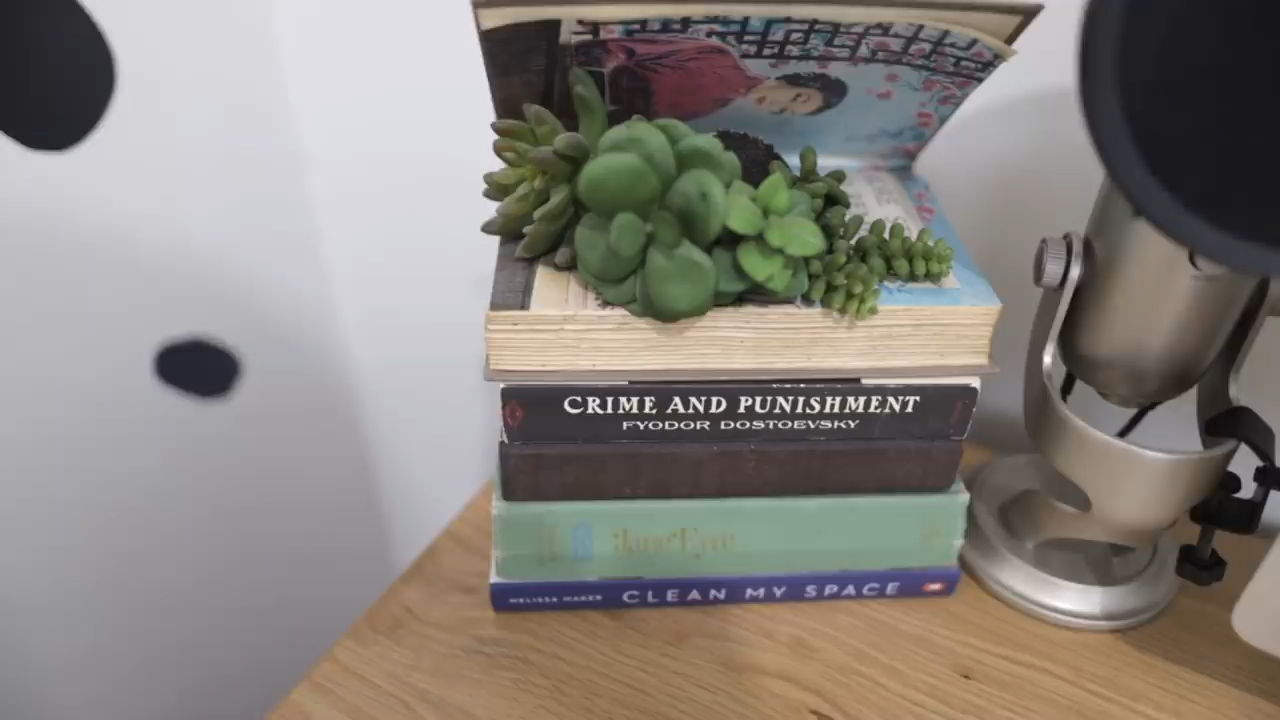 CRIME AND PUNISHMENT
FYODOR DOSTOEVSKY
Jane Eyre
MELISSA MAKER CLEAN MY SPACE